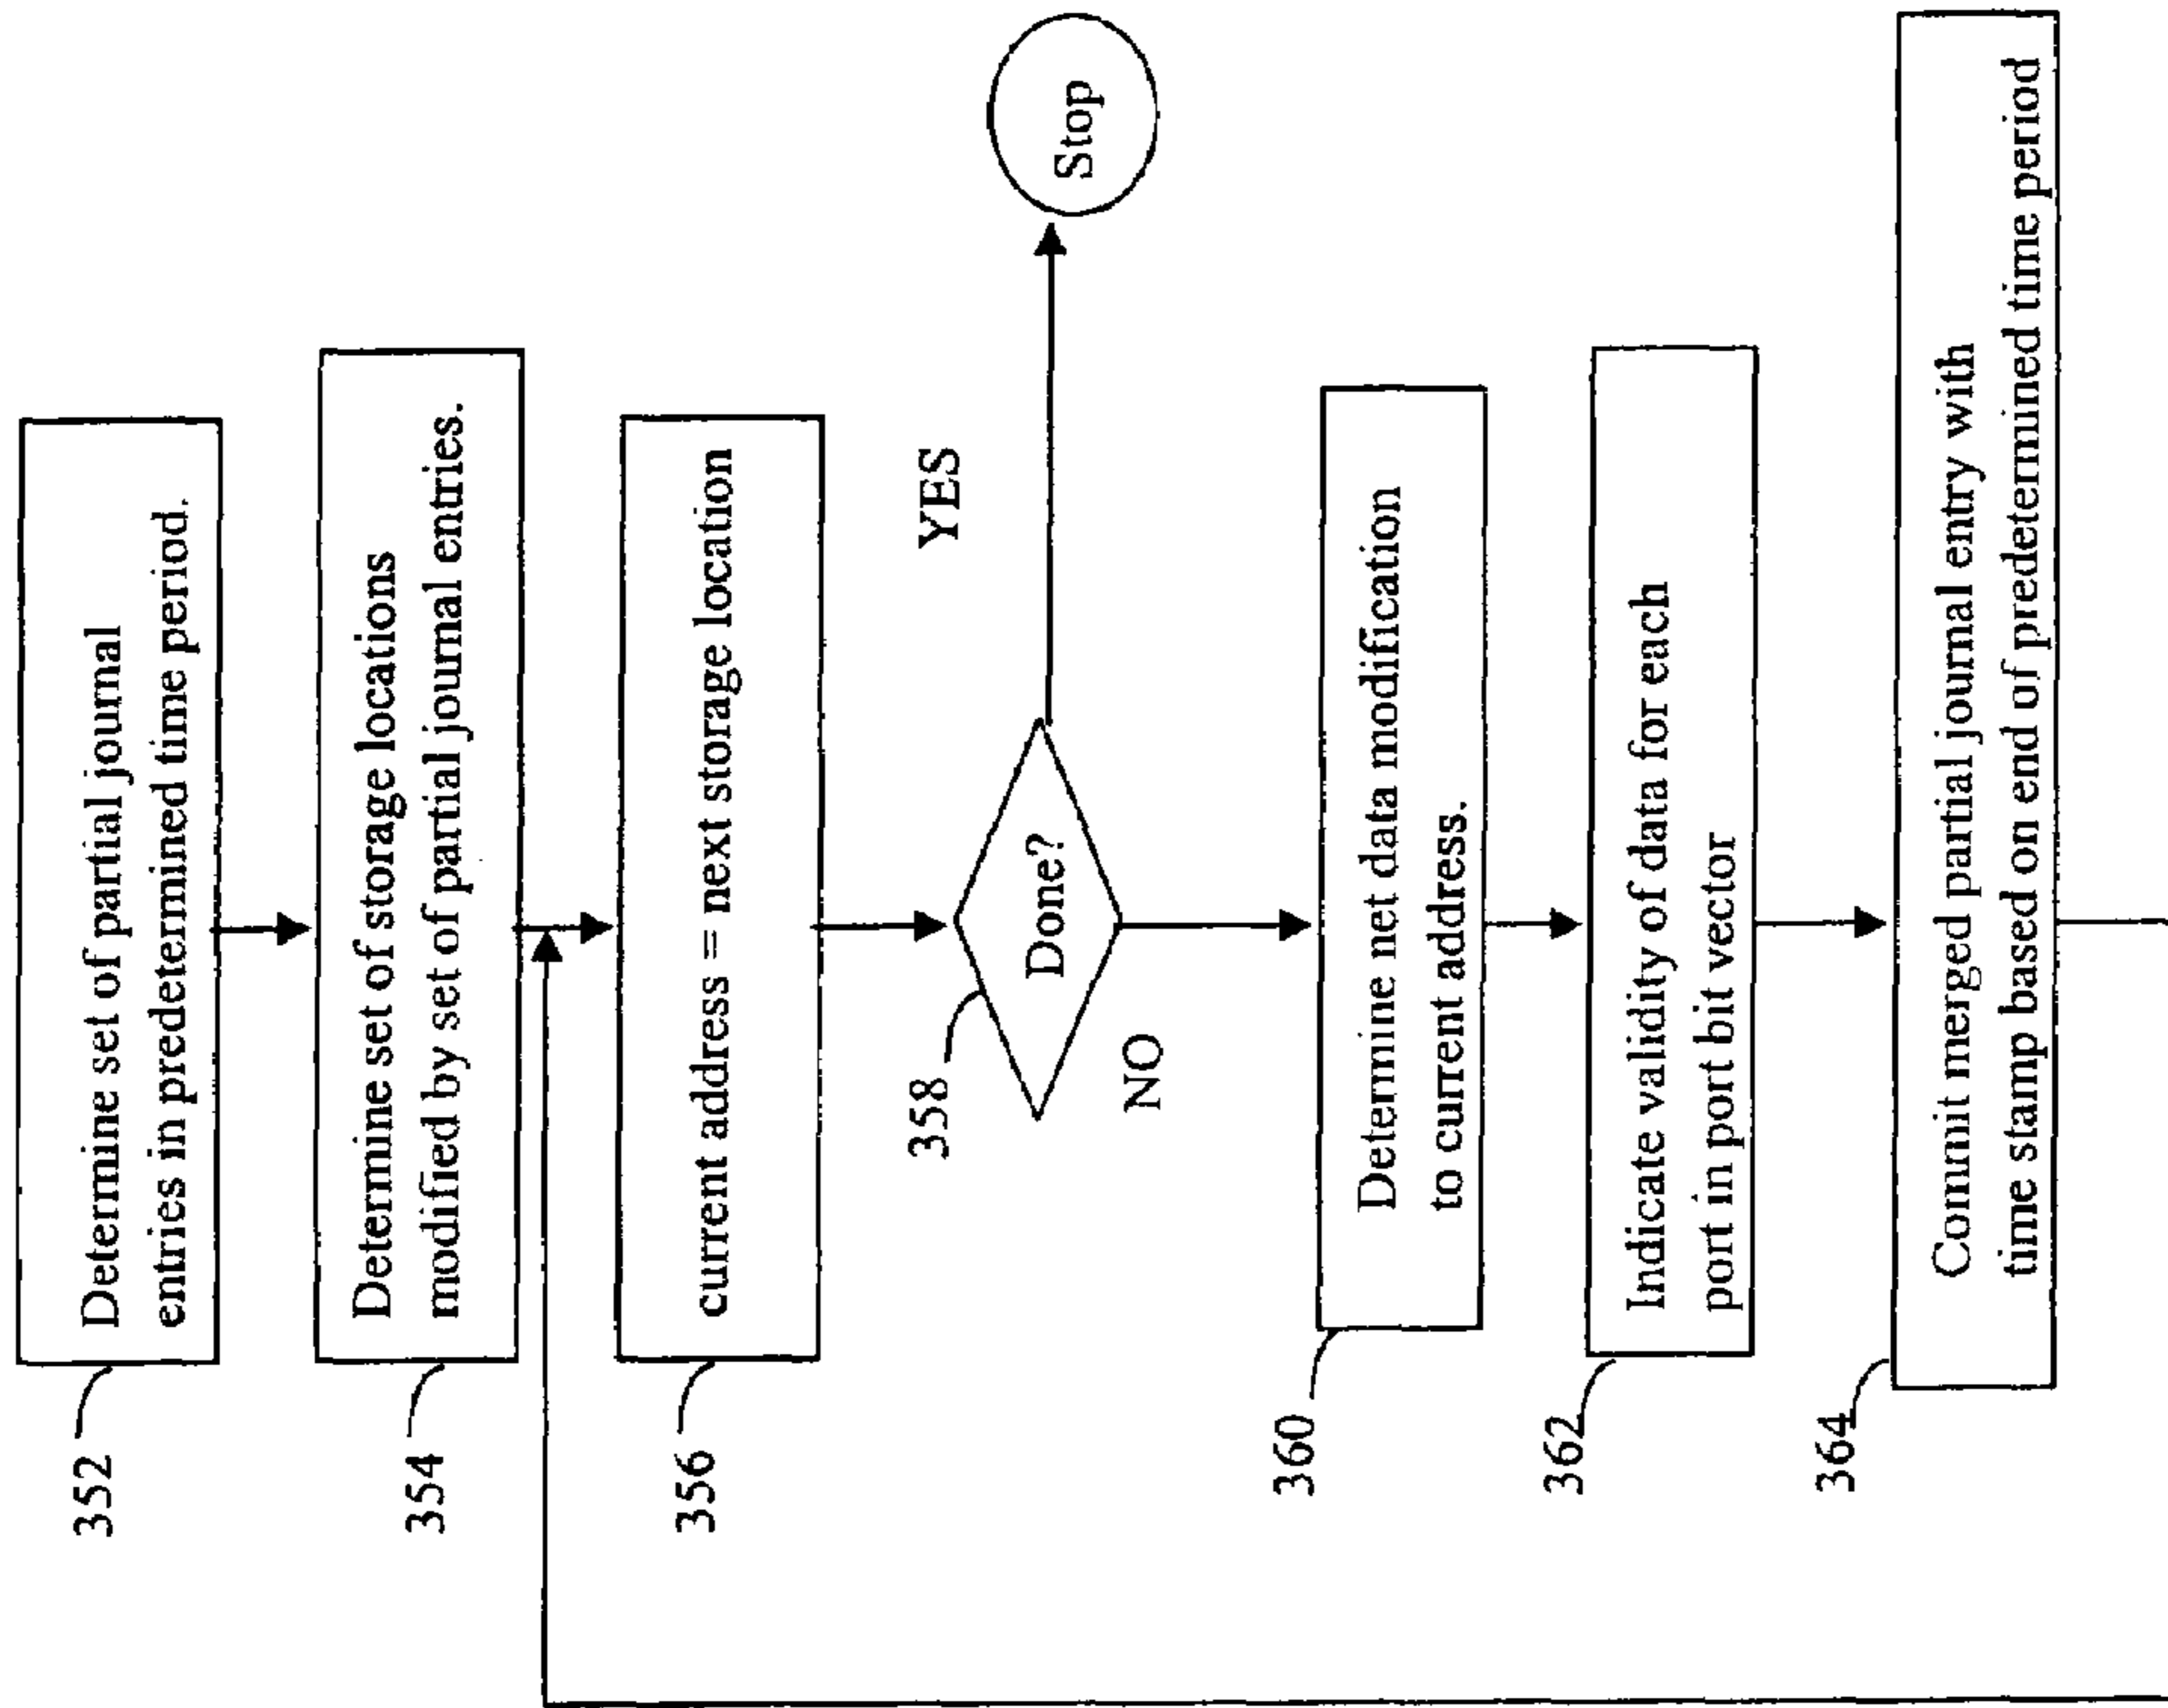 352
Determine set of partial journal
entries in predetermined time period.
354
Determine set of storage locations
modified by set of partial journal entries.
356
current address = next storage location
358
Done?
YES
Stop
NO
360
Determine net data modification
to current address.
362
Indicate validity of data for each
port in port bit vector
364
Commit merged partial journal entry with
time stamp based on end of predetermined time period